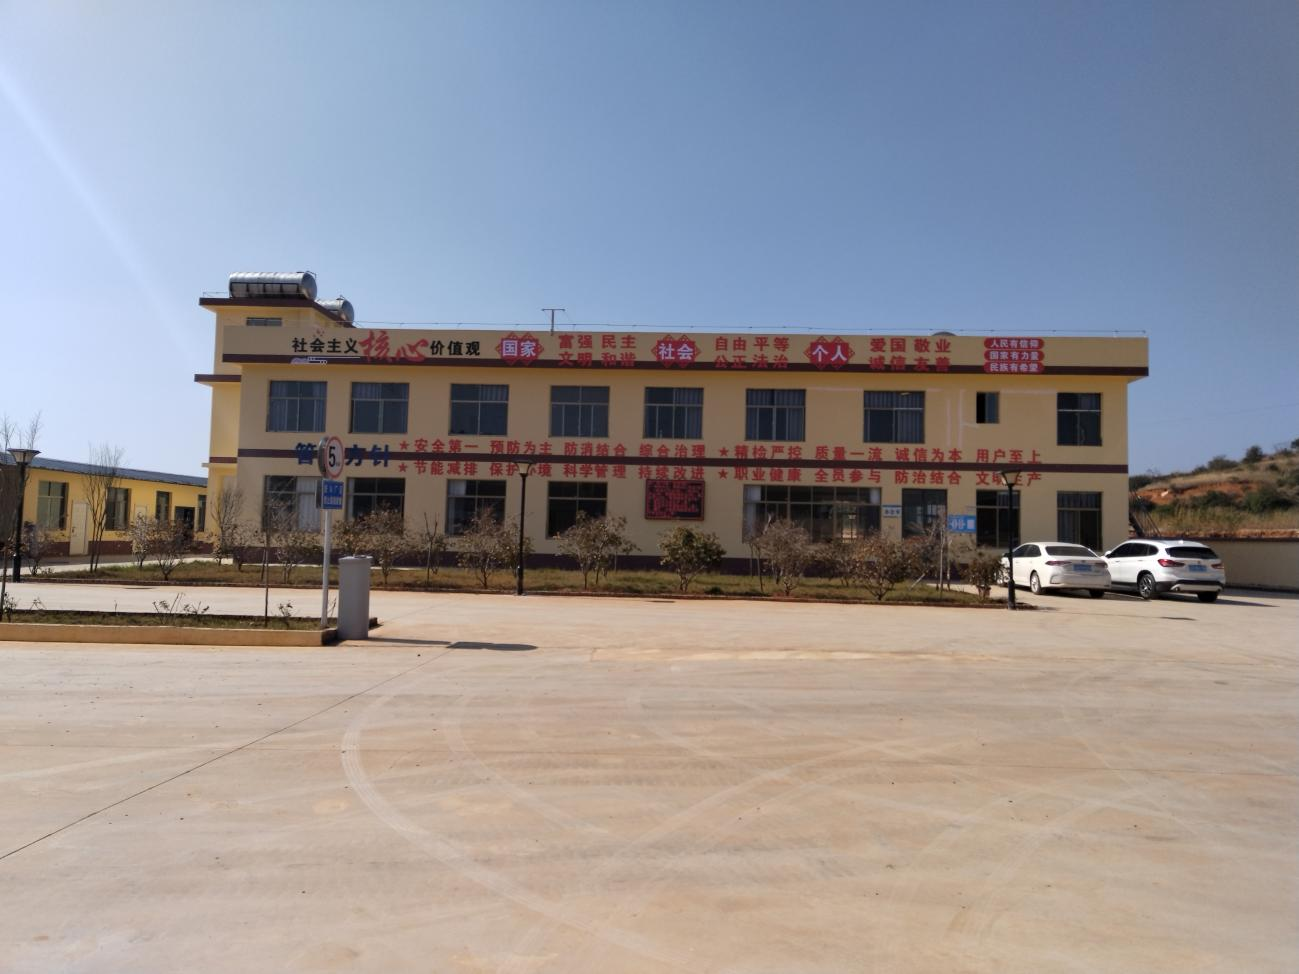 社会主义核心价值观
国家
富强 民主
文明 和谐
社会
自由 平等
公正 法治
个人
爱国 敬业
诚信 友善
人民有信仰
国家有力量
民族有希望
管 方针
★安全第一 预防为主 防消结合 综合治理 ★精检严控 质量一流 诚信为本 用户至上
★节能减排 保护环境 科学管理 持续改进 ★职业健康 全员参与 防治结合 文明生产
5